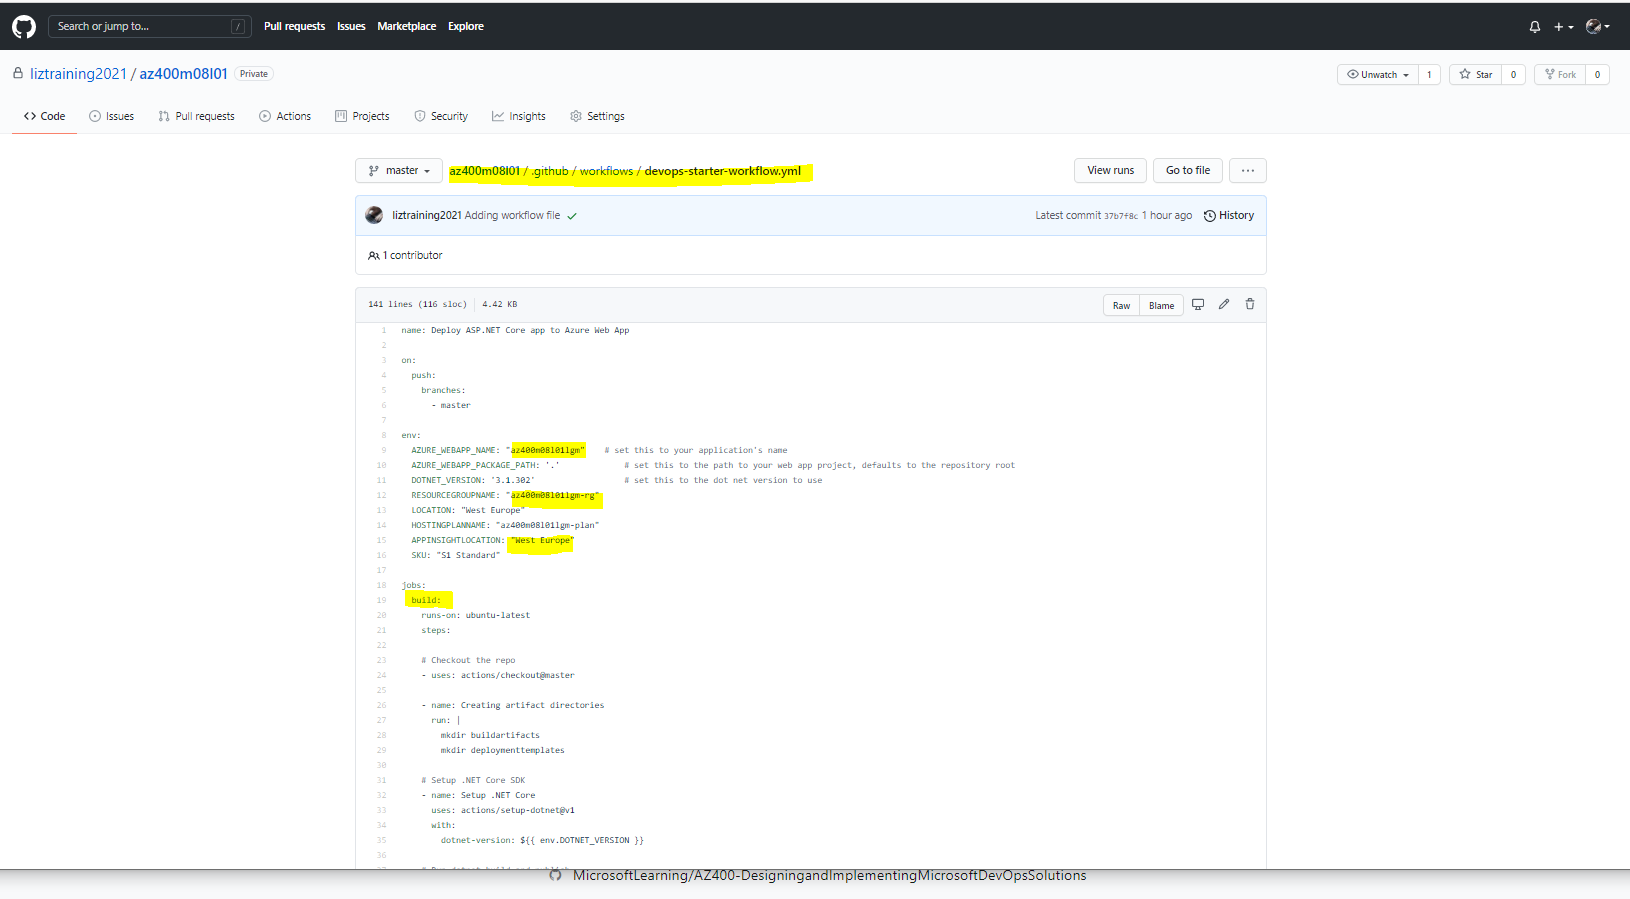 Search or jump to... /
Pull requests Issues Marketplace Explore
liztraining2021 / az400m08l01 Private
Unwatch 1 Star 0 Fork 0
Code Issues Pull requests Actions Projects Security Insights Settings
master az400m08l01 / .github / workflows / devops-starter-workflow.yml View runs Go to file ...
liztraining2021 Adding workflow file Latest commit 37b7f8c 1 hour ago History
1 contributor
141 lines (116 sloc) 4.42 KB Raw Blame
1 name: Deploy ASP.NET Core app to Azure Web App
2
3 on:
4 push:
5 branches:
6 - master
7
8 env:
9 AZURE_WEBAPP_NAME: "az400m08l01lgm" # set this to your application's name
10 AZURE_WEBAPP_PACKAGE_PATH: '.' # set this to the path to your web app project, defaults to the repository root
11 DOTNET_VERSION: '3.1.302' # set this to the dot net version to use
12 RESOURCEGROUPNAME: "az400m08l01lgm-rg"
13 LOCATION: "West Europe"
14 HOSTINGPLANNAME: "az400m08l01lgm-plan"
15 APPINSIGHTLOCATION: "West Europe"
16 SKU: "S1 Standard"
17
18 jobs:
19 build:
20 runs-on: ubuntu-latest
21 steps:
22
23 # Checkout the repo
24 - uses: actions/checkout@master
25
26 - name: Creating artifact directories
27 run: |
28 mkdir buildartifacts
29 mkdir deploymenttemplates
30
31 # Setup .NET Core SDK
32 - name: Setup .NET Core
33 uses: actions/setup-dotnet@v1
34 with:
35 dotnet-version: ${{ env.DOTNET_VERSION }}
36
MicrosoftLearning/AZ400-DesigningandImplementingMicrosoftDevOpsSolutions